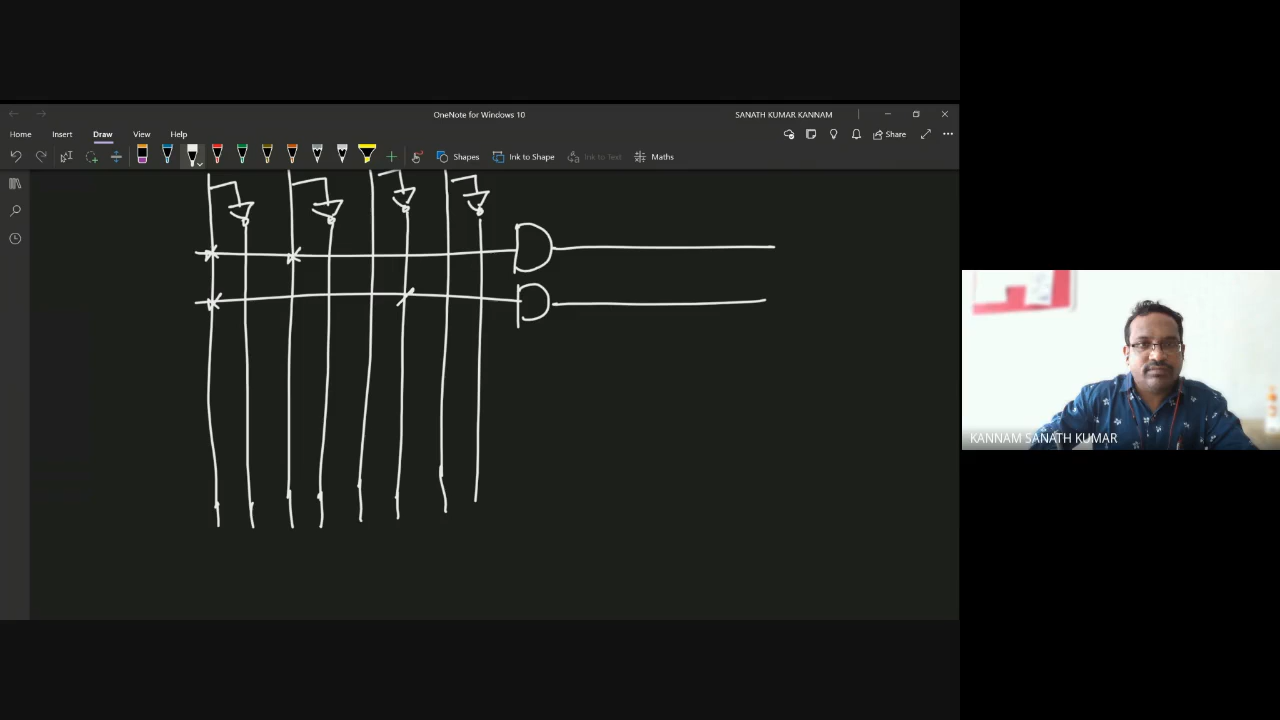 OneNote for Windows 10
SANATH KUMAR KANNAM
Home Insert Draw View Help
Share
Shapes Ink to Shape Ink to Text Maths
KANNAM SANATH KUMAR